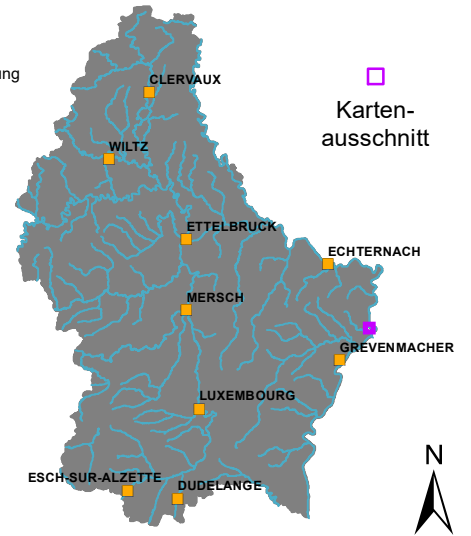 ung
CLERVAUX
Karten-
ausschnitt
WILTZ
ETTELBRUCK
ECHTERNACH
MERSCH
GREVENMACHER
LUXEMBOURG
ESCH-SUR-ALZETTE
DUDELANGE
N